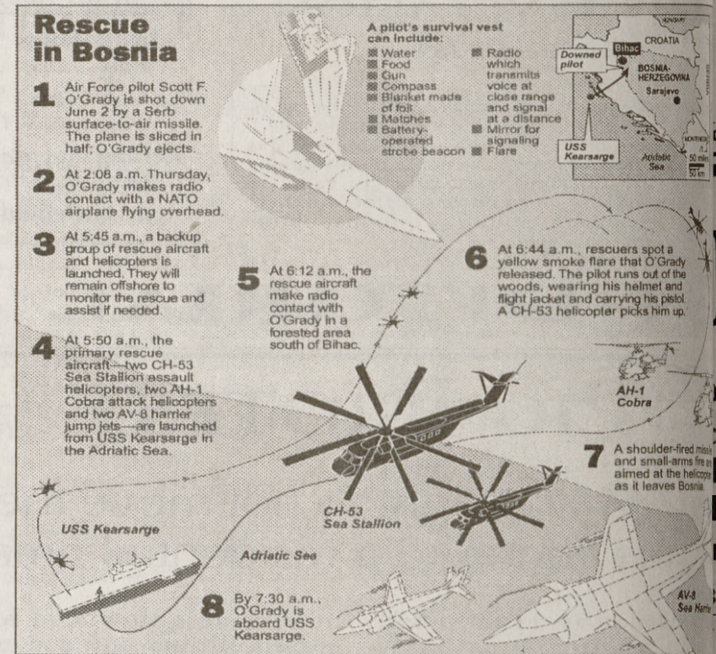 Rescue
in Bosnia
1 Air Force pilot Scott F.
O'Grady is shot down
June 2 by a Serb
surface-to-air missile.
The plane is sliced in
half; O'Grady ejects.
2 At 2:08 a.m. Thursday,
O'Grady makes radio
contact with a NATO
airplane flying overhead.
3 At 5:45 a.m., a backup
group of rescue aircraft
and helicopters is
launched. They will
remain offshore to
monitor the rescue and
assist if needed.
4 At 5:50 a.m., the
primary rescue
aircraft—two CH-53
Sea Stallion assault
helicopters, two AH-1
Cobra attack helicopters
and two AV-8 harrier
jump jets—are launched
from USS Kearsarge in
the Adriatic Sea.
A pilot's survival vest
can include:
Water
Food
Gun
Compass
Blanket made
of foil
Matches
Battery-
operated
strobe beacon
Radio
which
transmits
voice at
close range
and signal
at a distance
Mirror for
signaling
Flare
Downed
pilot
Bihac
CROATIA
BOSNIA-
HERZEGOVINA
Sarajevo
USS
Kearsarge
Adriatic
Sea
50 miles
50 km
5 At 6:12 a.m., the
rescue aircraft
make radio
contact with
O'Grady in a
forested area
south of Bihac.
6 At 6:44 a.m., rescuers spot a
yellow smoke flare that O'Grady
released. The pilot runs out of the
woods, wearing his helmet and
flight jacket and carrying his pistol.
A CH-53 helicopter picks him up.
AH-1
Cobra
7 A shoulder-fired
and small-arms fire
aimed at the
as it leaves Bosnia
CH-53
Sea Stallion
USS Kearsarge
Adriatic Sea
8 By 7:30 a.m.,
O'Grady is
aboard USS
Kearsarge.
AV-8
Sea